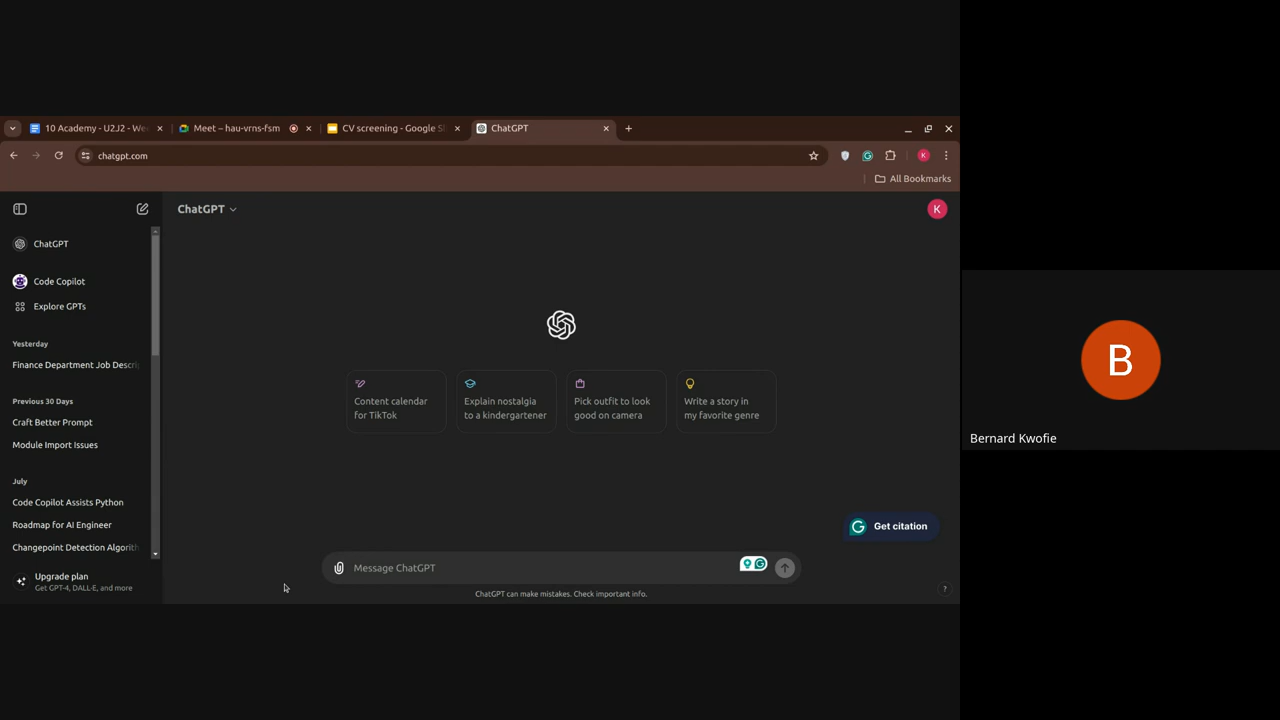 10 Academy - U2J2 - We
Meet – hau-vrns-fsm
CV screening - Google Sl
ChatGPT
chatgpt.com
K
All Bookmarks
ChatGPT
K
ChatGPT
Code Copilot
Explore GPTs
Yesterday
Finance Department Job Descri
Previous 30 Days
Craft Better Prompt
Module Import Issues
July
Code Copilot Assists Python
Roadmap for AI Engineer
Changepoint Detection Algorith
Upgrade plan
Get GPT-4, DALL·E, and more
Content calendar
for TikTok
Explain nostalgia
to a kindergartener
Pick outfit to look
good on camera
Write a story in
my favorite genre
Get citation
Message ChatGPT
ChatGPT can make mistakes. Check important info.
?
B
Bernard Kwofie